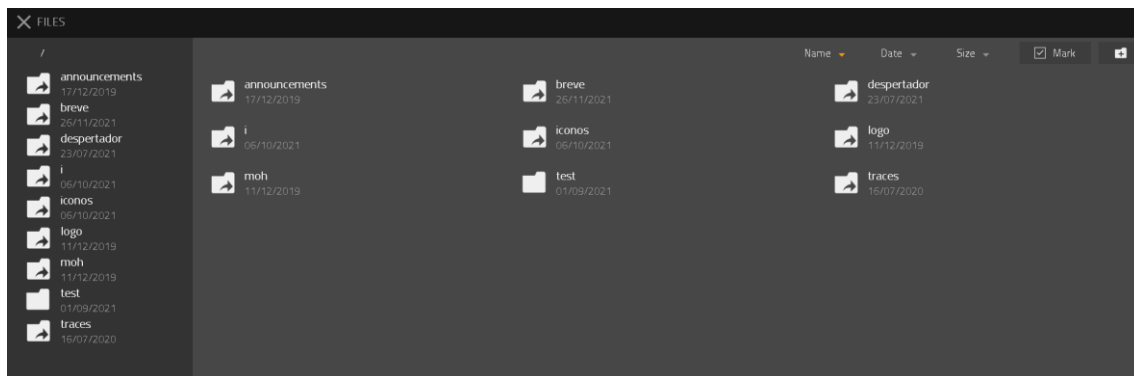 FILES
/
announcements
17/12/2019
breve
26/11/2021
despertador
23/07/2021
i
06/10/2021
iconos
06/10/2021
logo
11/12/2019
moh
11/12/2019
test
01/09/2021
traces
16/07/2020
Name Date Size Mark
announcements breve despertador
17/12/2019 26/11/2021 23/07/2021
i iconos logo
06/10/2021 06/10/2021 11/12/2019
moh test traces
11/12/2019 01/09/2021 16/07/2020